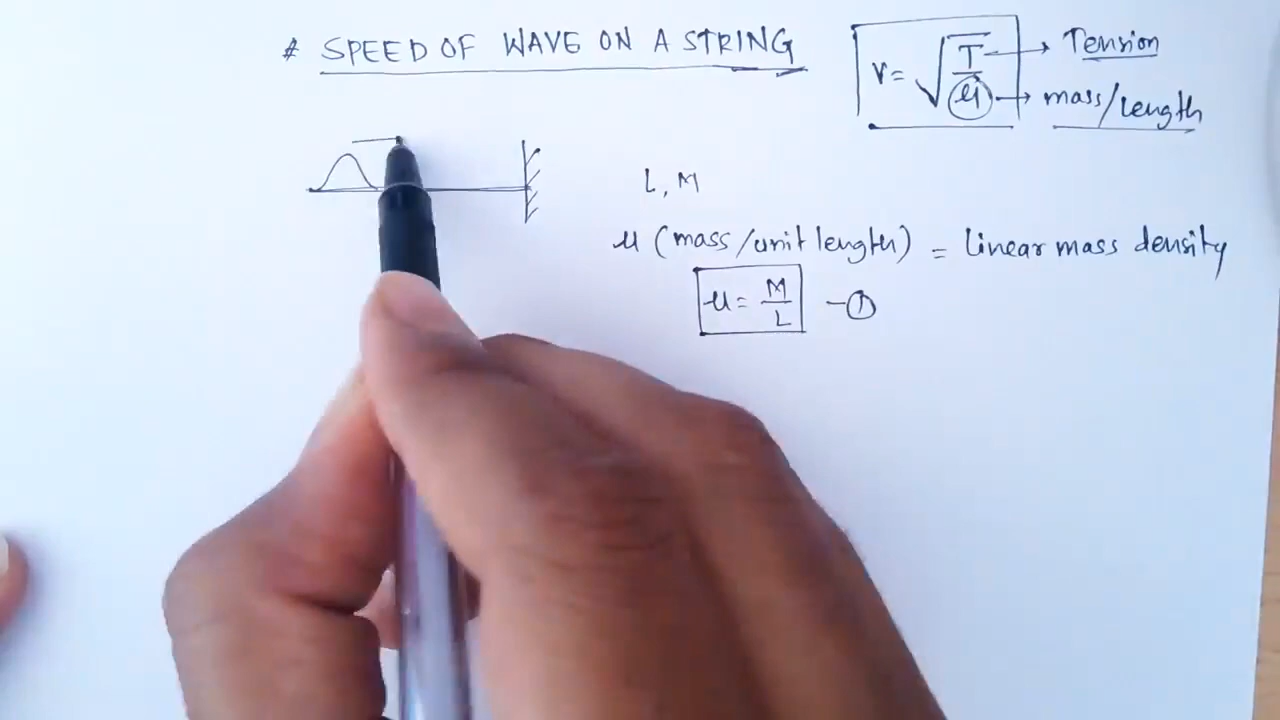 # SPEED OF WAVE ON A STRING
v = √(T/μ) → Tension
→ mass/length
L, M
μ (mass/unit length) = linear mass density
μ = M/L - ①